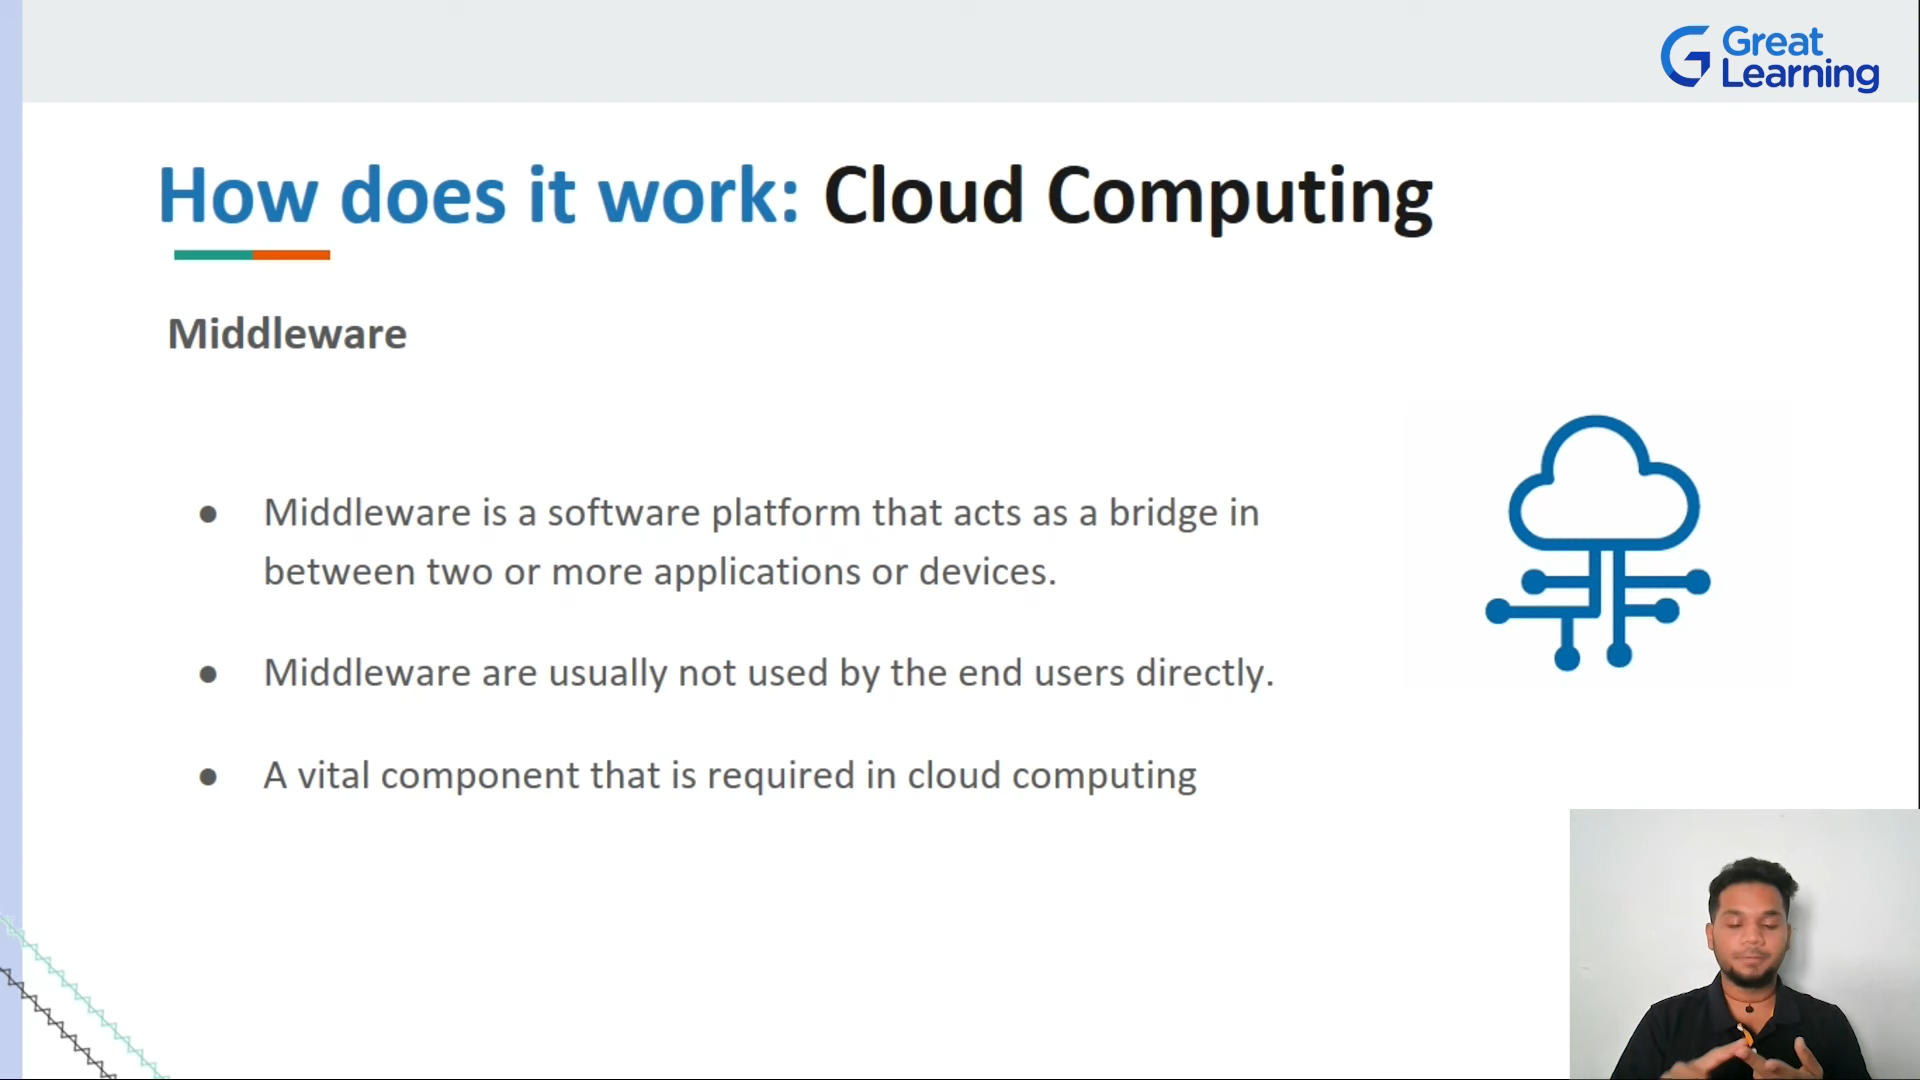 Great
Learning
How does it work: Cloud Computing
Middleware
● Middleware is a software platform that acts as a bridge in
between two or more applications or devices.
● Middleware are usually not used by the end users directly.
● A vital component that is required in cloud computing